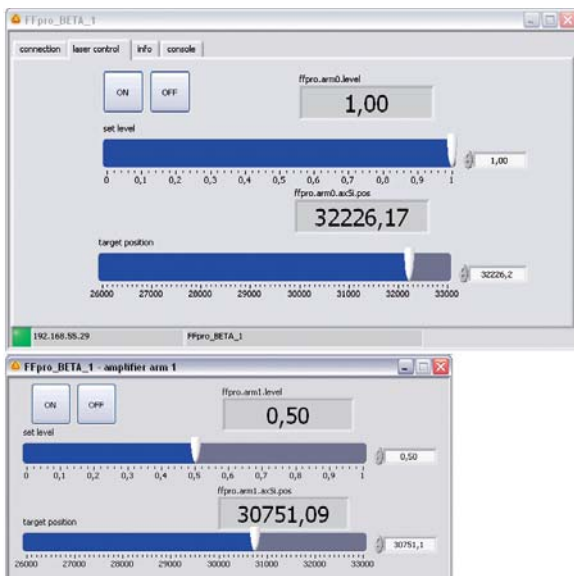 FFpro_BETA_1
connection laser control info console
ON OFF
ffpro.arm0.level
1,00
set level
1,00
0 0,1 0,2 0,3 0,4 0,5 0,6 0,7 0,8 0,9 1
ffpro.arm0.ax5i.pos
32226,17
target position
32226,2
26000 27000 28000 29000 30000 31000 32000 33000
192.168.55.29 FFpro_BETA_1
FFpro_BETA_1 - amplifier arm 1
ON OFF
ffpro.arm1.level
0,50
set level
0,50
0 0,1 0,2 0,3 0,4 0,5 0,6 0,7 0,8 0,9 1
ffpro.arm1.ax5i.pos
30751,09
target position
30751,1
26000 27000 28000 29000 30000 31000 32000 33000